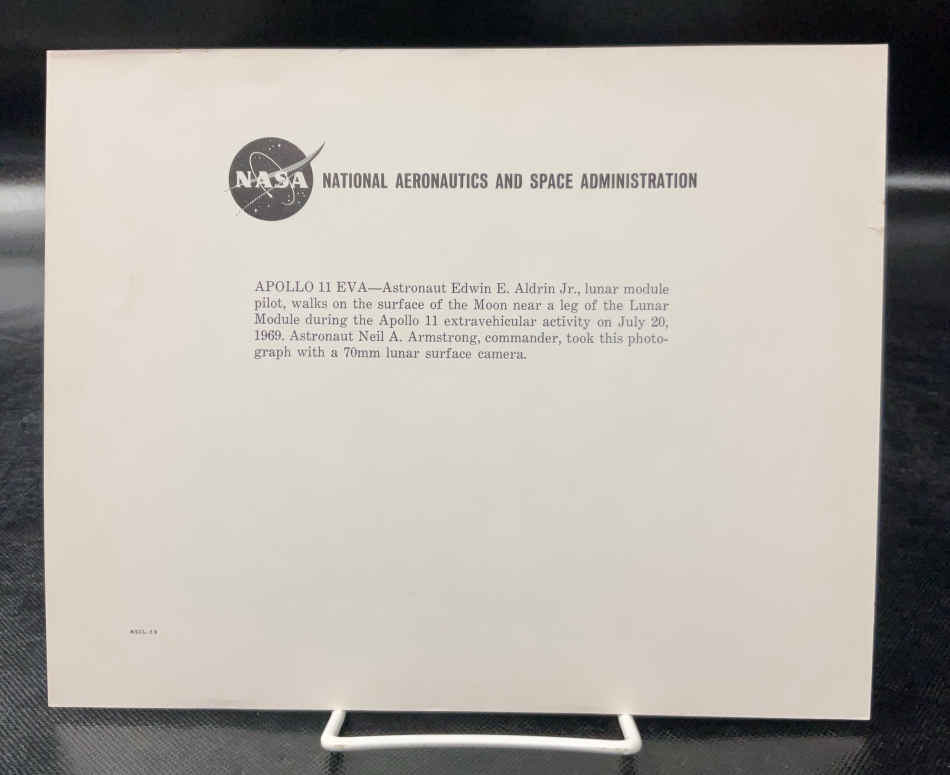 NASA
NATIONAL AERONAUTICS AND SPACE ADMINISTRATION
APOLLO 11 EVA—Astronaut Edwin E. Aldrin Jr., lunar module
pilot, walks on the surface of the Moon near a leg of the Lunar
Module during the Apollo 11 extravehicular activity on July 20,
1969. Astronaut Neil A. Armstrong, commander, took this photo-
graph with a 70mm lunar surface camera.